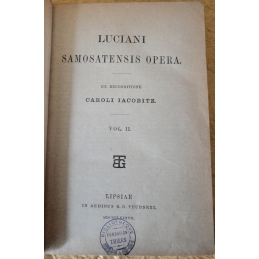 LUCIANI
SAMOSATENSIS OPERA.
EX RECOGNITIONE
CAROLI IACOBITZ.
VOL. II.
LIPSIAE
IN AEDIBUS B. G. TEUBNERI.